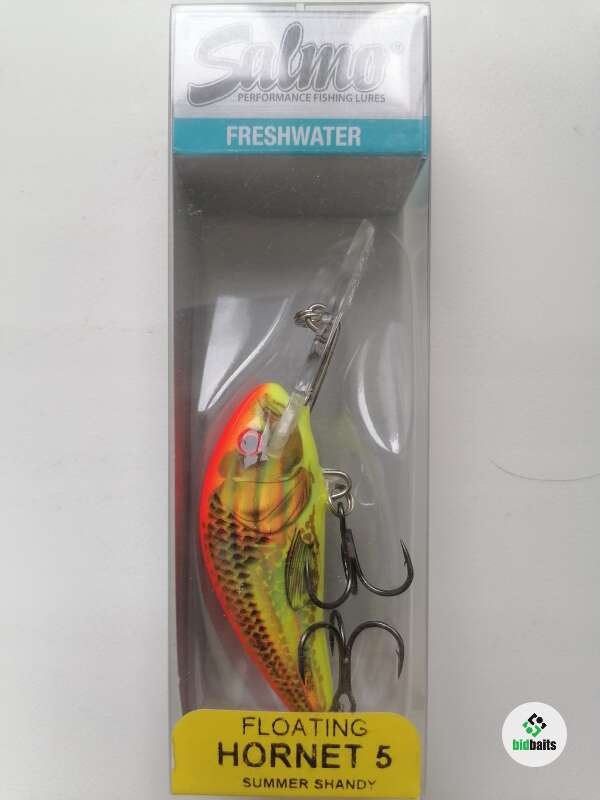 Salmo®
PERFORMANCE FISHING LURES
FRESHWATER
FLOATING
HORNET 5
SUMMER SHANDY
bidbaits